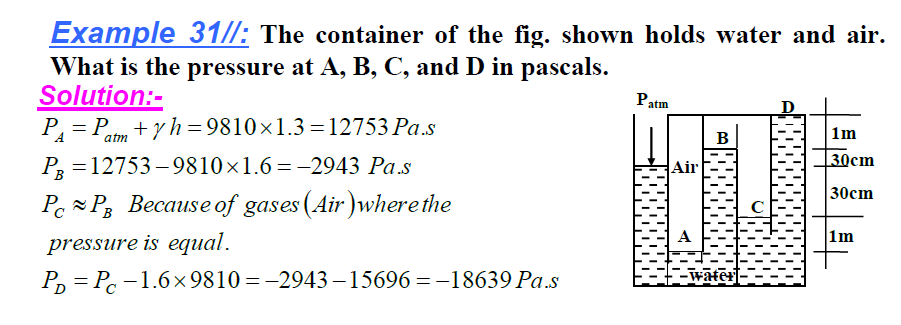 Example 31//: The container of the fig. shown holds water and air.
What is the pressure at A, B, C, and D in pascals.
Solution:-
P_A = P_atm + γ h = 9810×1.3 = 12753 Pa.s
P_B = 12753 – 9810×1.6 = –2943 Pa.s
P_C ≈ P_B Because of gases (Air) where the
pressure is equal.
P_D = P_C – 1.6×9810 = –2943 – 15696 = –18639 Pa.s
P_atm
D
B
1m
Air
30cm
30cm
C
A
1m
water